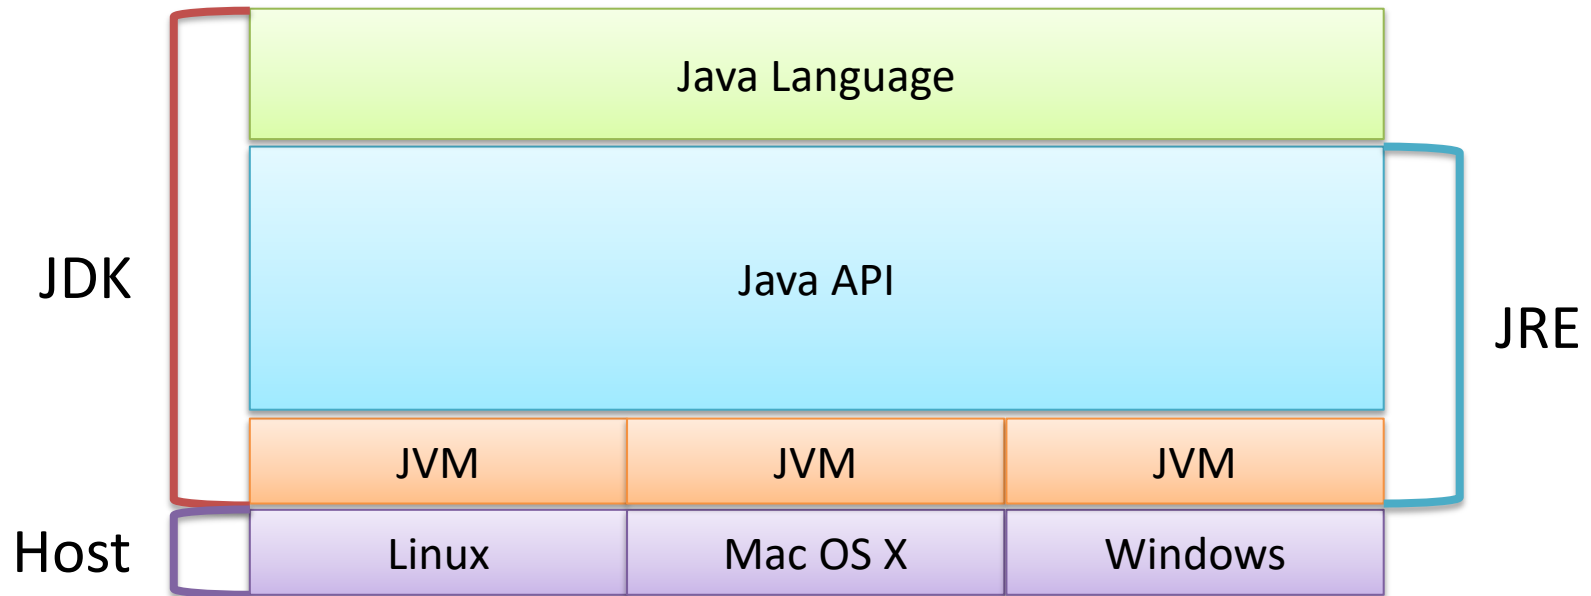 Java Language
JDK
Java API
JRE
JVM
JVM
JVM
Host
Linux
Mac OS X
Windows